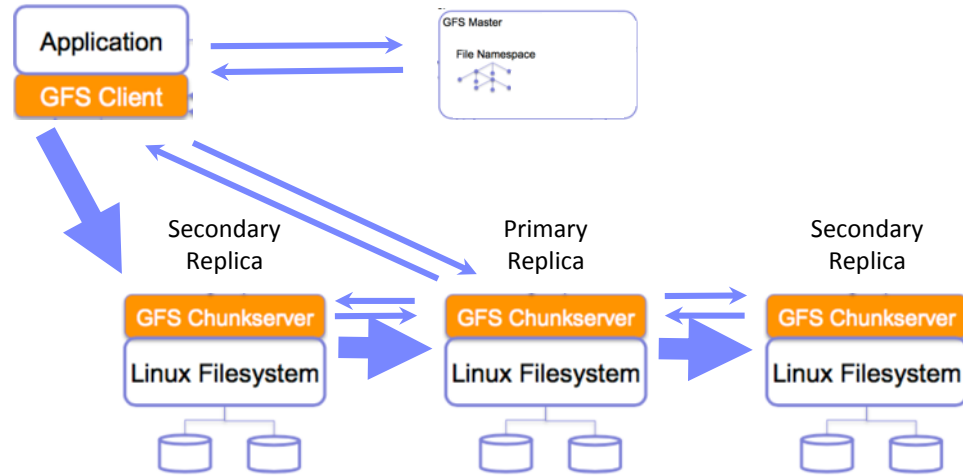 Application
GFS Client
GFS Master
File Namespace
Secondary
Replica
Primary
Replica
Secondary
Replica
GFS Chunkserver
GFS Chunkserver
GFS Chunkserver
Linux Filesystem
Linux Filesystem
Linux Filesystem